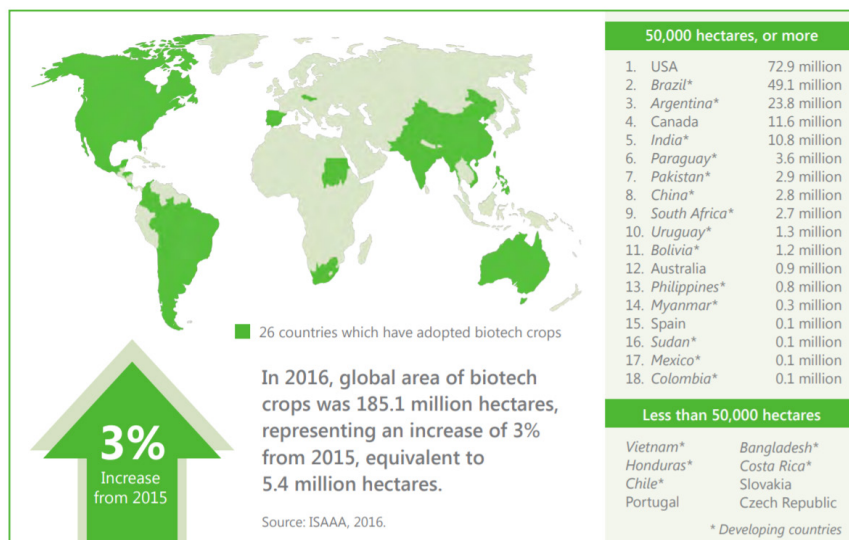 50,000 hectares, or more
1. USA 72.9 million
2. Brazil* 49.1 million
3. Argentina* 23.8 million
4. Canada 11.6 million
5. India* 10.8 million
6. Paraguay* 3.6 million
7. Pakistan* 2.9 million
8. China* 2.8 million
9. South Africa* 2.7 million
10. Uruguay* 1.3 million
11. Bolivia* 1.2 million
12. Australia 0.9 million
13. Philippines* 0.8 million
14. Myanmar* 0.3 million
15. Spain 0.1 million
16. Sudan* 0.1 million
17. Mexico* 0.1 million
18. Colombia* 0.1 million
Less than 50,000 hectares
Vietnam* Bangladesh*
Honduras* Costa Rica*
Chile* Slovakia
Portugal Czech Republic
* Developing countries
26 countries which have adopted biotech crops
In 2016, global area of biotech
crops was 185.1 million hectares,
representing an increase of 3%
from 2015, equivalent to
5.4 million hectares.
Source: ISAAA, 2016.
3%
Increase
from 2015